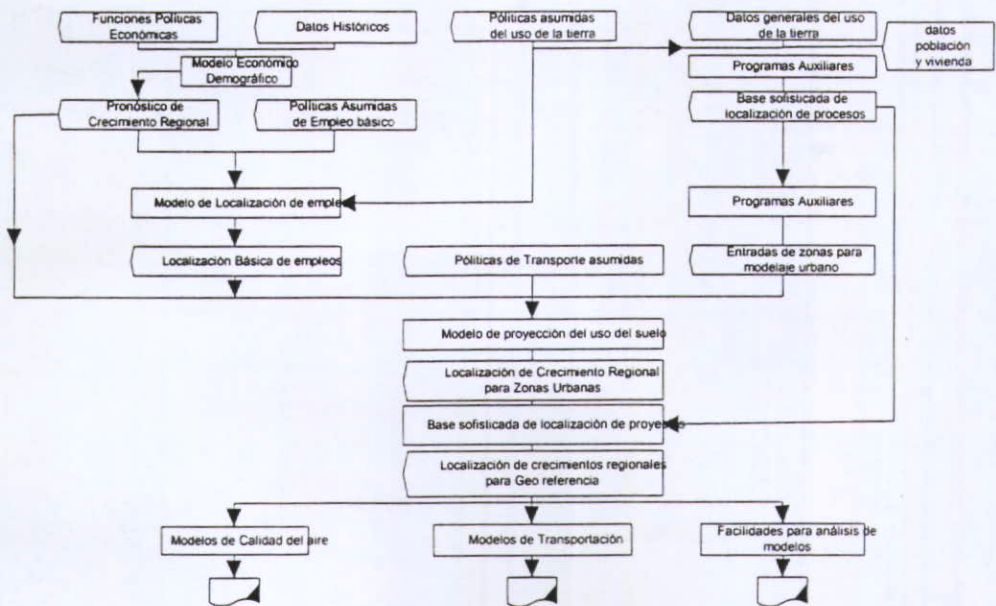 Funciones Políticas
Económicas
Datos Históricos
Póliticas asumidas
del uso de la tierra
Datos generales del uso
de la tierra
datos
población
y vivienda
Modelo Económico
Demográfico
Programas Auxiliares
Pronóstico de
Crecimiento Regional
Políticas Asumidas
de Empleo básico
Base sofisticada de
localización de procesos
Modelo de Localización de emple
Programas Auxiliares
Localización Básica de empleos
Póliticas de Transporte asumidas
Entradas de zonas para
modelaje urbano
Modelo de proyección del uso del suelo
Localización de Crecimiento Regional
para Zonas Urbanas
Base sofisticada de localización de proye
Localización de crecimientos regionales
para Geo referencia
Modelos de Calidad del aire
Modelos de Transportación
Facilidades para análisis de
modelos